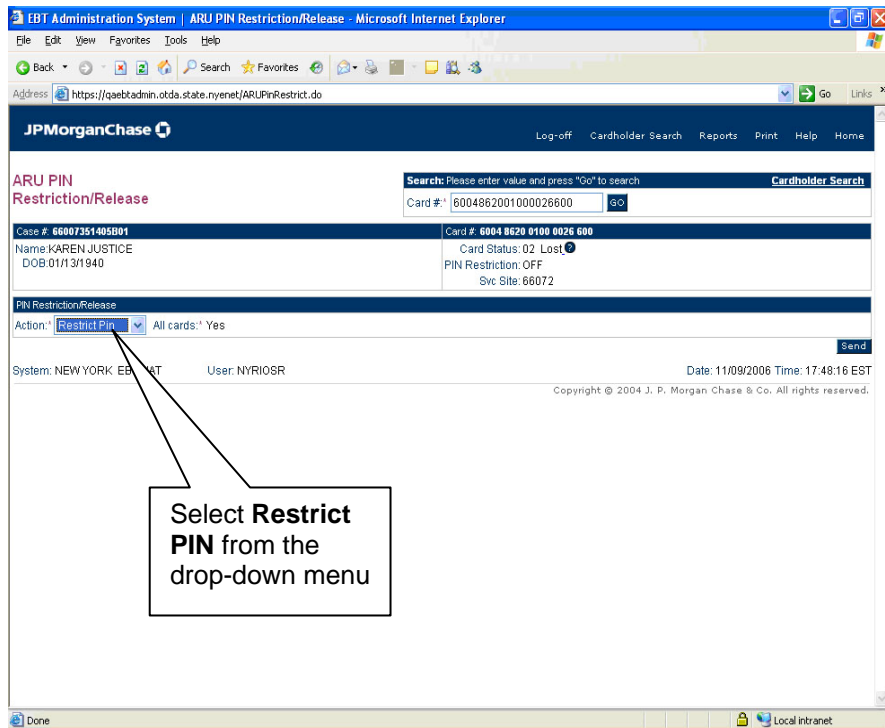 EBT Administration System | ARU PIN Restriction/Release - Microsoft Internet Explorer
File Edit View Favorites Tools Help
Back Search Favorites
Address https://qaebtadmin.otda.state.nyenet/ARUPinRestrict.do Go Links
JPMorganChase Log-off Cardholder Search Reports Print Help Home
ARU PIN
Restriction/Release
Search: Please enter value and press "Go" to search Cardholder Search
Card #:* 6004862001000026600 GO
Case #: 66007351405B01 Card #: 6004 8620 0100 0026 600
Name:KAREN JUSTICE Card Status: 02 Lost
DOB:01/13/1940 PIN Restriction: OFF
Svc Site: 66072
PIN Restriction/Release
Action:* Restrict Pin All cards:* Yes
Send
System: NEW YORK User: NYRIOSR Date: 11/09/2006 Time: 17:48:16 EST
Copyright © 2004 J. P. Morgan Chase & Co. All rights reserved.
Select Restrict
PIN from the
drop-down menu
Done Local intranet